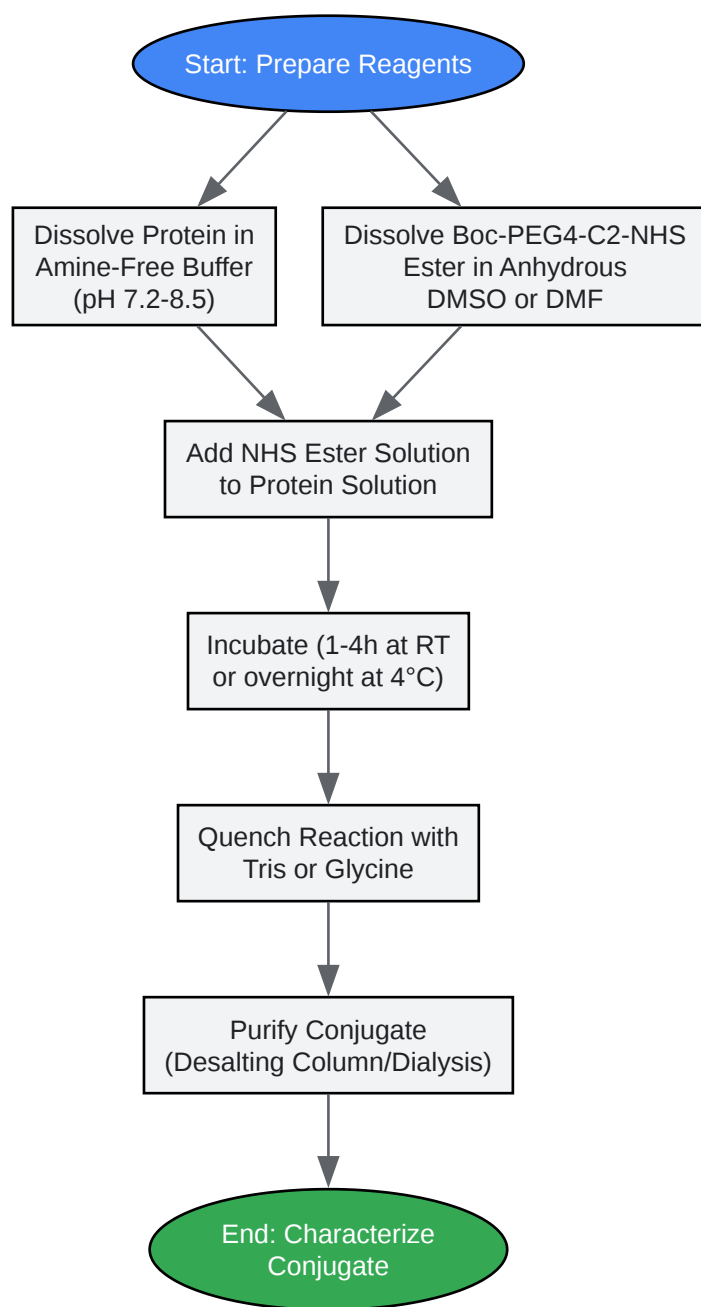 Start: Prepare Reagents
Dissolve Protein in
Amine-Free Buffer
(pH 7.2-8.5)
Dissolve Boc-PEG4-C2-NHS
Ester in Anhydrous
DMSO or DMF
Add NHS Ester Solution
to Protein Solution
Incubate (1-4h at RT
or overnight at 4°C)
Quench Reaction with
Tris or Glycine
Purify Conjugate
(Desalting Column/Dialysis)
End: Characterize
Conjugate